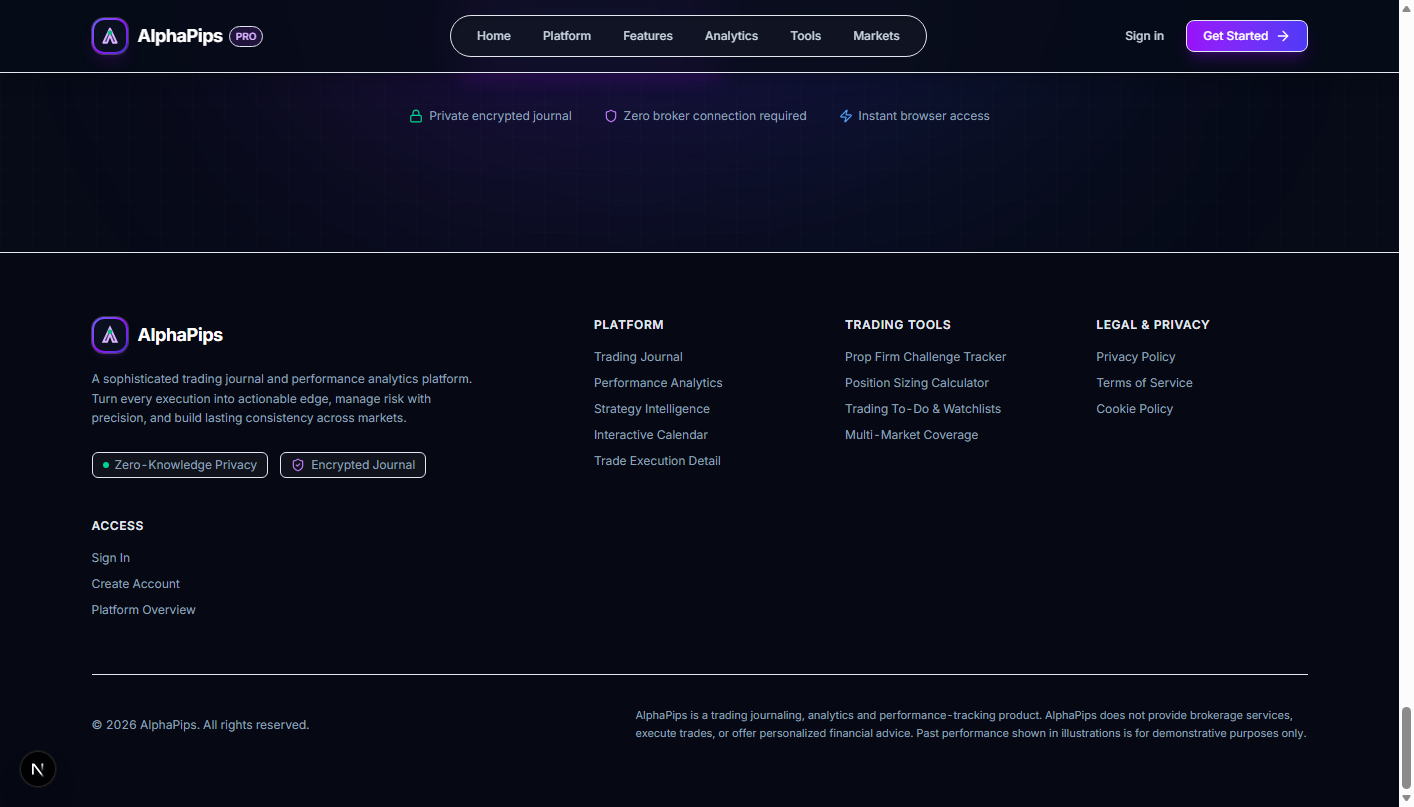 AlphaPips PRO
Home Platform Features Analytics Tools Markets
Sign in
Get Started
Private encrypted journal
Zero broker connection required
Instant browser access
AlphaPips
A sophisticated trading journal and performance analytics platform.
Turn every execution into actionable edge, manage risk with
precision, and build lasting consistency across markets.
Zero-Knowledge Privacy
Encrypted Journal
PLATFORM
Trading Journal
Performance Analytics
Strategy Intelligence
Interactive Calendar
Trade Execution Detail
TRADING TOOLS
Prop Firm Challenge Tracker
Position Sizing Calculator
Trading To-Do & Watchlists
Multi-Market Coverage
LEGAL & PRIVACY
Privacy Policy
Terms of Service
Cookie Policy
ACCESS
Sign In
Create Account
Platform Overview
© 2026 AlphaPips. All rights reserved.
AlphaPips is a trading journaling, analytics and performance-tracking product. AlphaPips does not provide brokerage services,
execute trades, or offer personalized financial advice. Past performance shown in illustrations is for demonstrative purposes only.
N